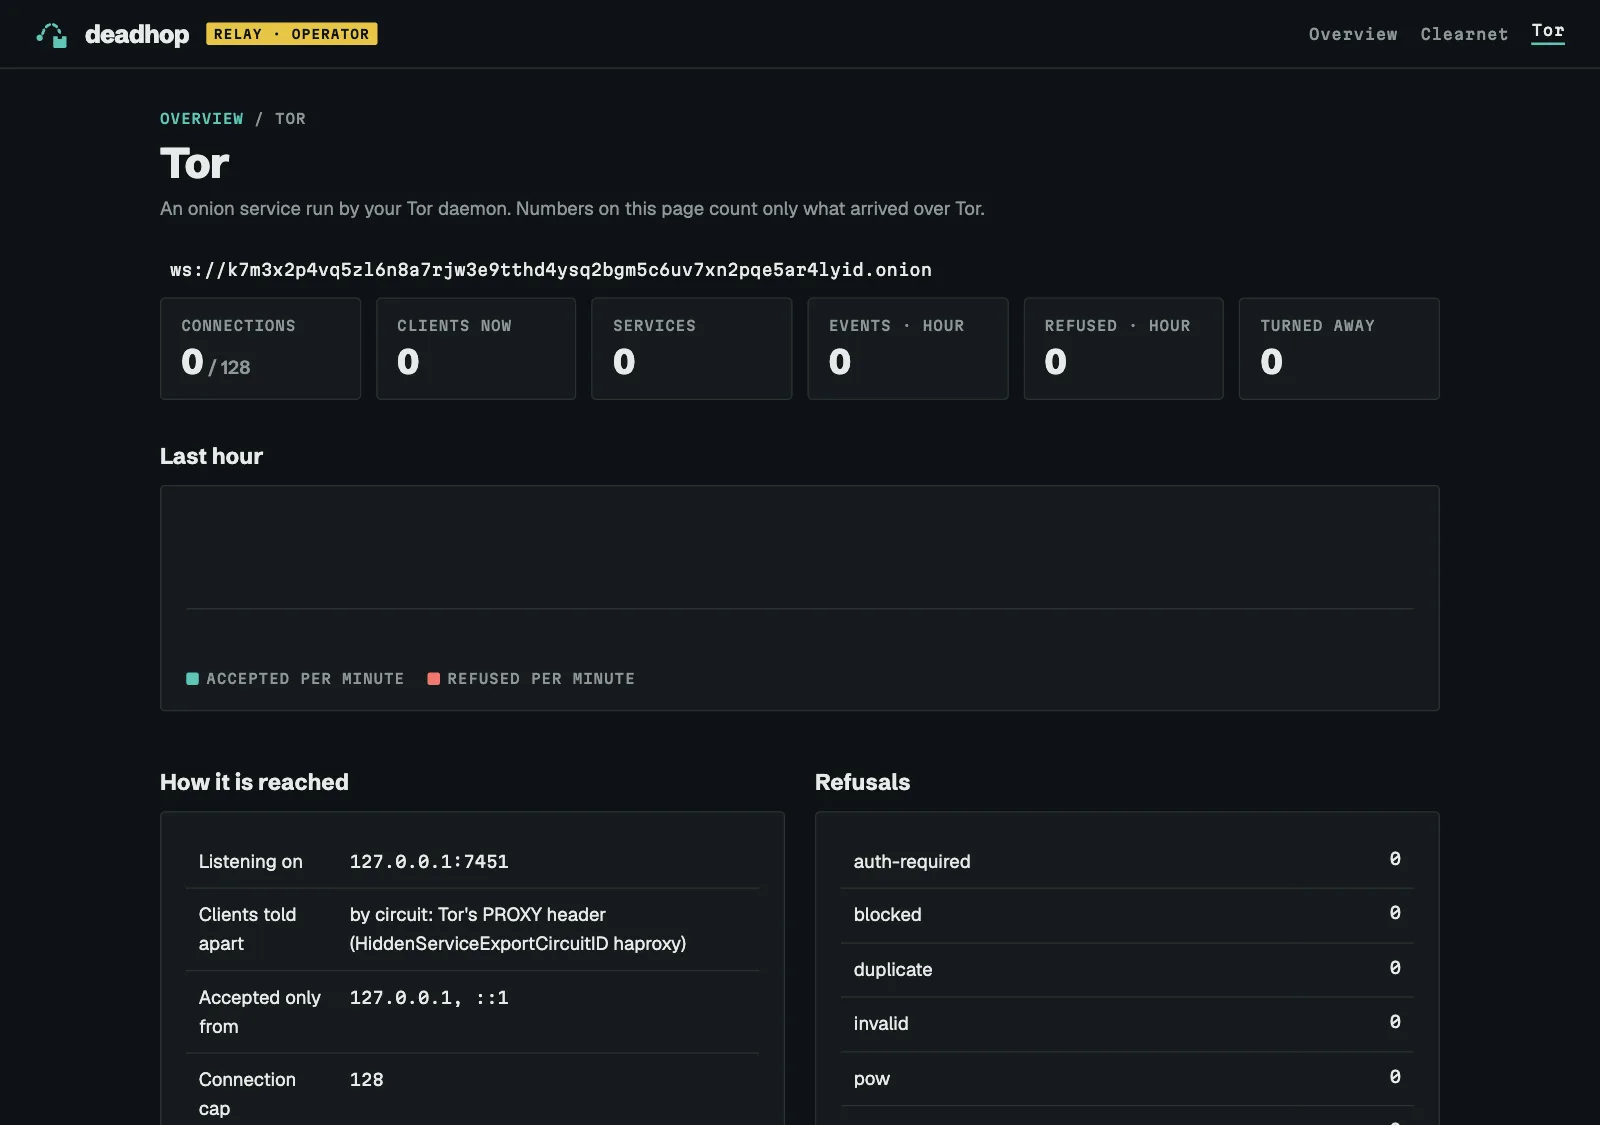 deadhop RELAY · OPERATOR
Overview Clearnet Tor
OVERVIEW / TOR
Tor
An onion service run by your Tor daemon. Numbers on this page count only what arrived over Tor.
ws://k7m3x2p4vq5zl6n8a7rjw3e9tthd4ysq2bgm5c6uv7xn2pqe5ar4lyid.onion
CONNECTIONS
0 / 128
CLIENTS NOW
0
SERVICES
0
EVENTS · HOUR
0
REFUSED · HOUR
0
TURNED AWAY
0
Last hour
ACCEPTED PER MINUTE REFUSED PER MINUTE
How it is reached
Listening on 127.0.0.1:7451
Clients told apart
by circuit: Tor's PROXY header
(HiddenServiceExportCircuitID haproxy)
Accepted only from
127.0.0.1, ::1
Connection cap
128
Refusals
auth-required 0
blocked 0
duplicate 0
invalid 0
pow 0